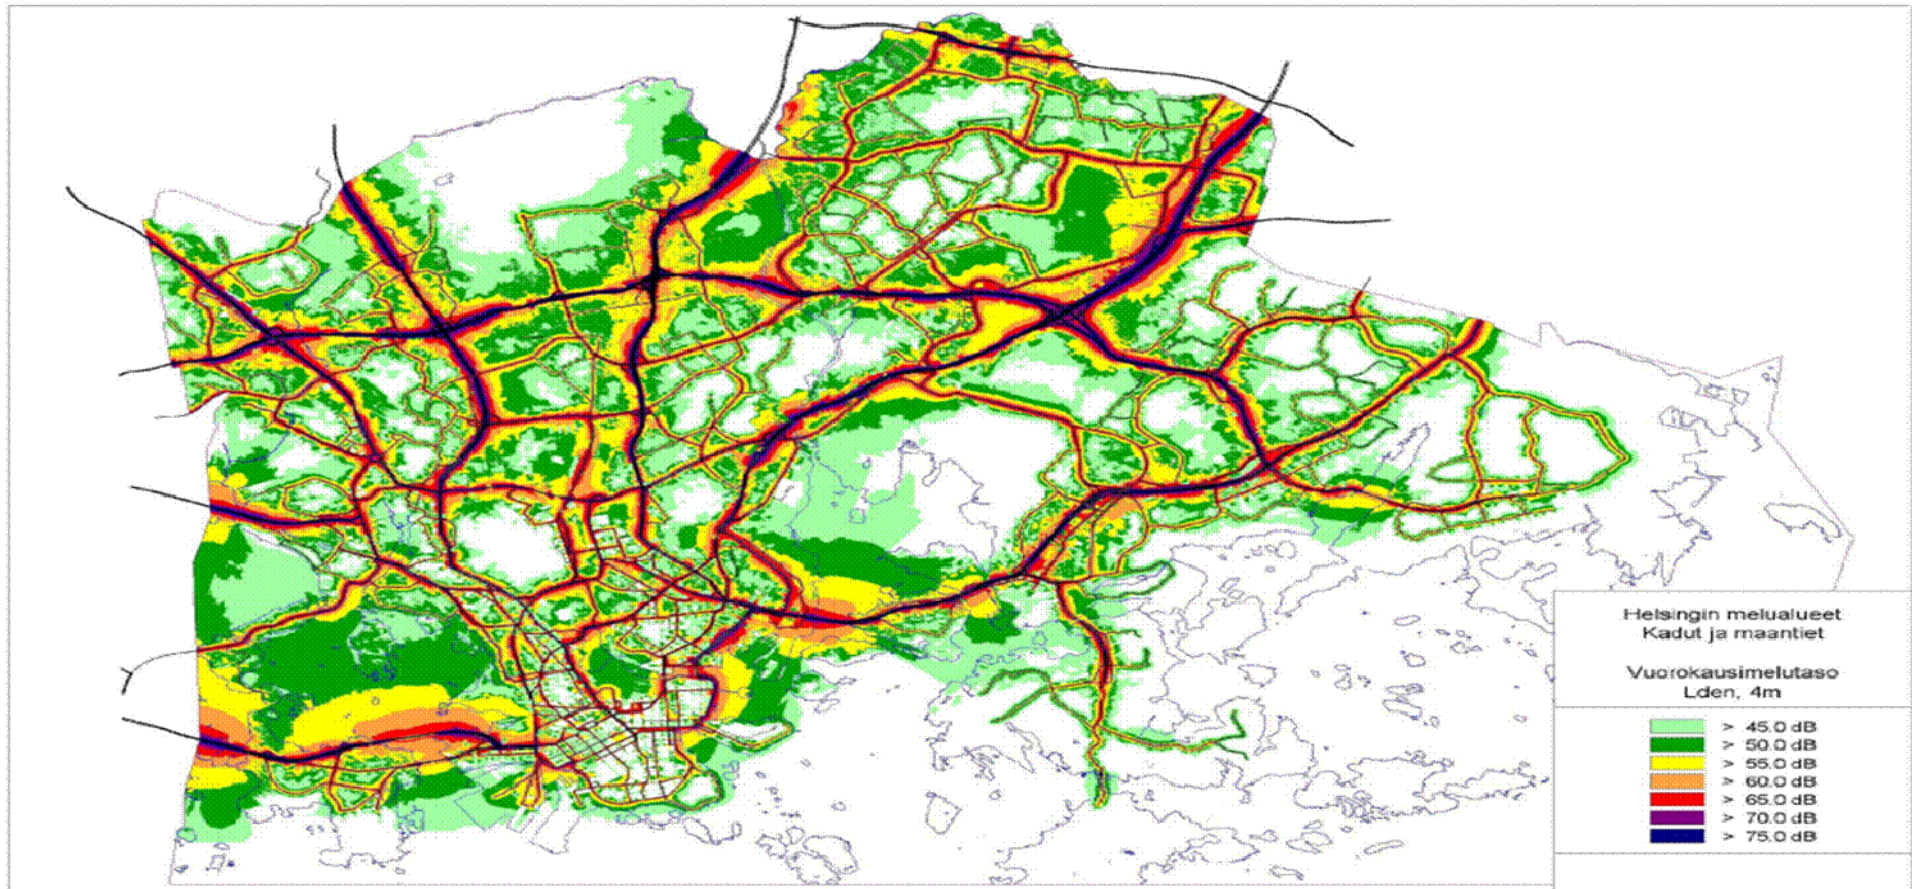 Helsingin melualueet
Kadut ja maantiet
Vuorokausimelutaso
Lden, 4m
> 45.0 dB
> 50.0 dB
> 55.0 dB
> 60.0 dB
> 65.0 dB
> 70.0 dB
> 75.0 dB